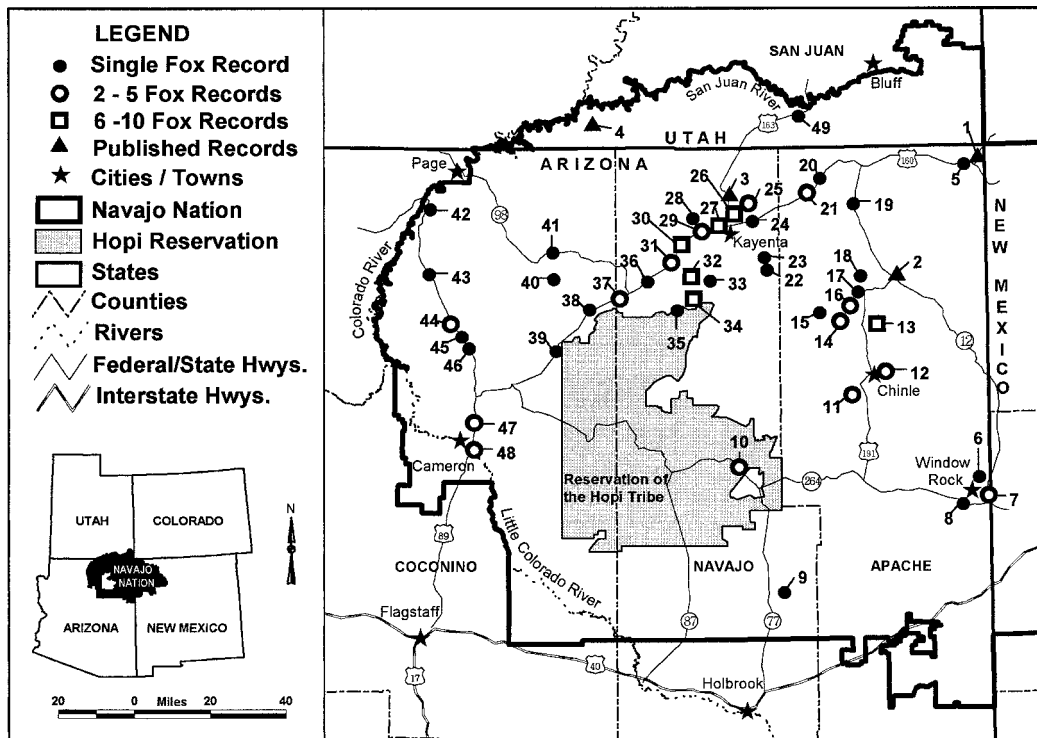 LEGEND
Single Fox Record
2 - 5 Fox Records
6 -10 Fox Records
Published Records
Cities / Towns
Navajo Nation
Hopi Reservation
States
Counties
Rivers
Federal/State Hwys.
Interstate Hwys.
UTAH
COLORADO
NAVAJO
NATION
ARIZONA
NEW MEXICO
N
20 0 Miles 20 40
SAN JUAN
Bluff
San Juan River
163
49
4
UTAH
ARIZONA
1
160
5
Page
20
21
19
26
3
25
28
27
24
30
29
Kayenta
31
42
98
41
40
36
32
33
23
22
18
17
2
16
43
37
34
15
14
13
38
35
Colorado River
44
45
46
39
12
NEW MEXICO
12
Chinle
11
47
48
Cameron
10
191
6
Window
Rock
7
8
264
Reservation of
the Hopi Tribe
89
Little Colorado River
COCONINO
NAVAJO
APACHE
9
Flagstaff
87
77
17
40
Holbrook